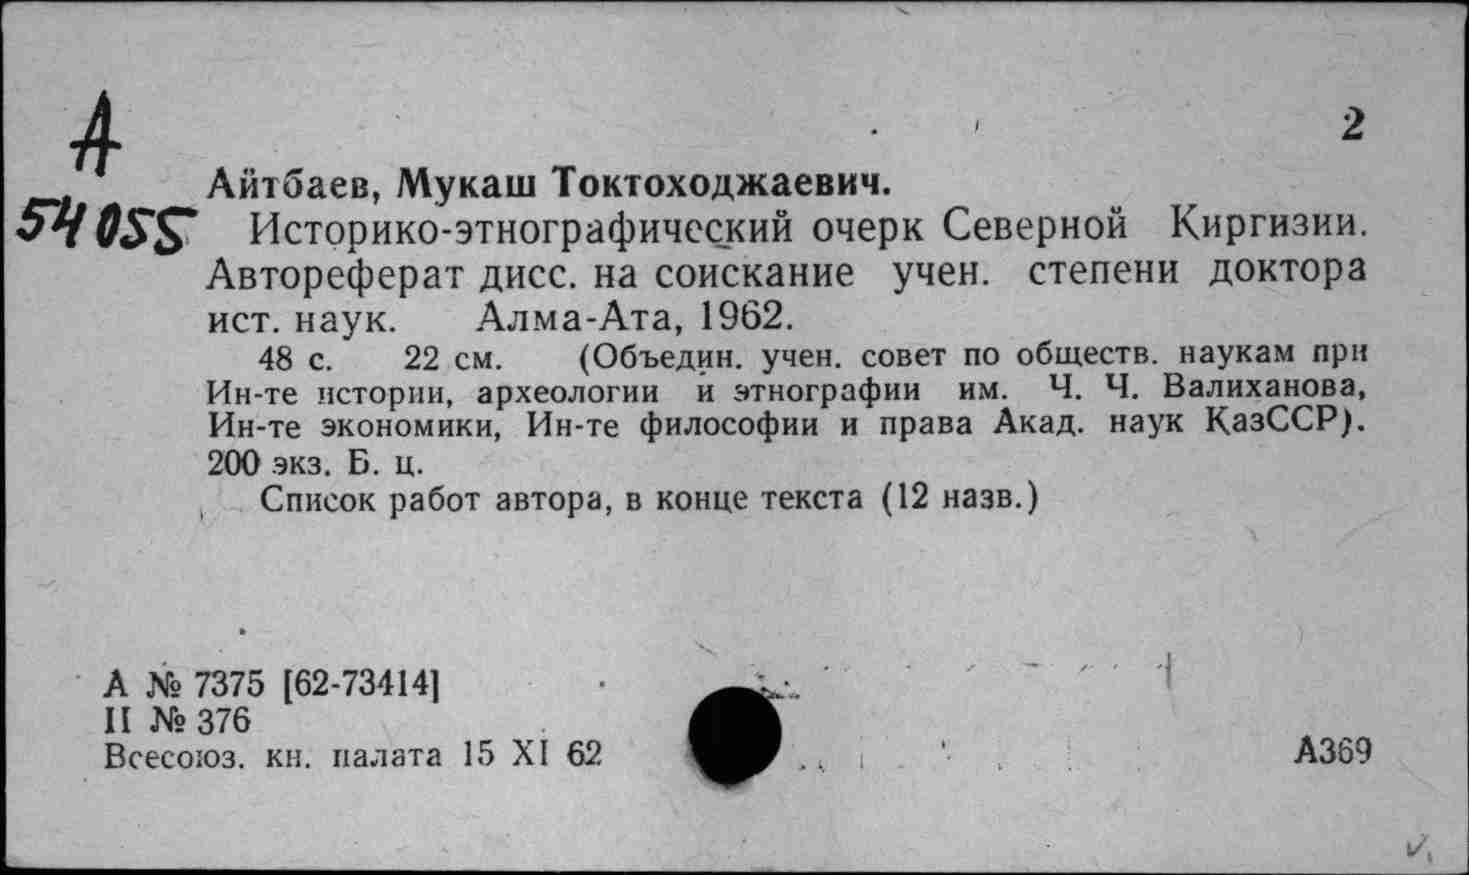 A
2
Айтбаев, Мукаш Токтоходжаевич.
54055
Историко-этнографический очерк Северной Киргизии.
Автореферат дисс. на соискание учен. степени доктора
ист. наук. Алма-Ата, 1962.
48 с. 22 см. (Объедин. учен. совет по обществ. наукам при
Ин-те истории, археологии и этнографии им. Ч. Ч. Валиханова,
Ин-те экономики, Ин-те философии и права Акад. наук КазССР).
200 экз. Б. ц.
Список работ автора, в конце текста (12 назв.)
А № 7375 [62-73414]
II № 376
Всесоюз. кн. палата 15 XI 62
А369